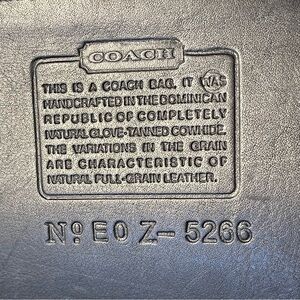 COACH
THIS IS A COACH BAG. IT WAS
HANDCRAFTED IN THE DOMINICAN
REPUBLIC OF COMPLETELY
NATURAL GLOVE-TANNED COWHIDE.
THE VARIATIONS IN THE GRAIN
ARE CHARACTERISTIC OF
NATURAL FULL-GRAIN LEATHER.
Nº EO Z-5266